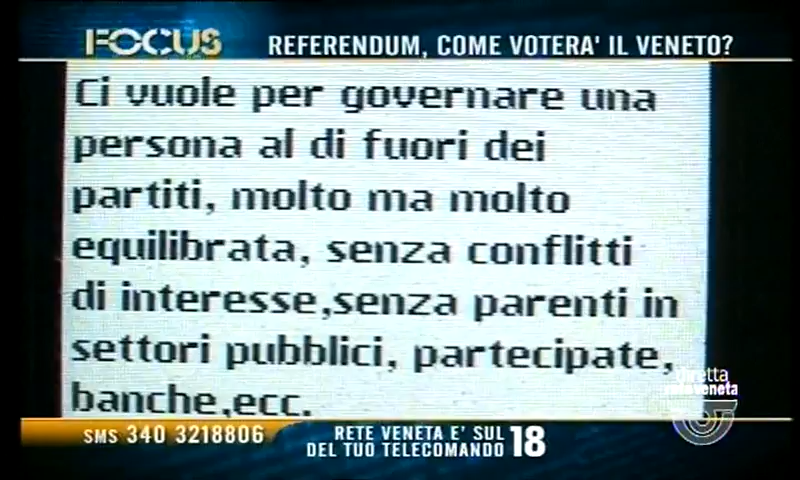 FOCUS
REFERENDUM, COME VOTERA' IL VENETO?
Ci vuole per governare una
persona al di fuori dei
partiti, molto ma molto
equilibrata, senza conflitti
di interesse,senza parenti in
settori pubblici, partecipate,
banche,ecc.
diretta
reteveneta
SMS 340 3218806
RETE VENETA E' SUL
DEL TUO TELECOMANDO 18